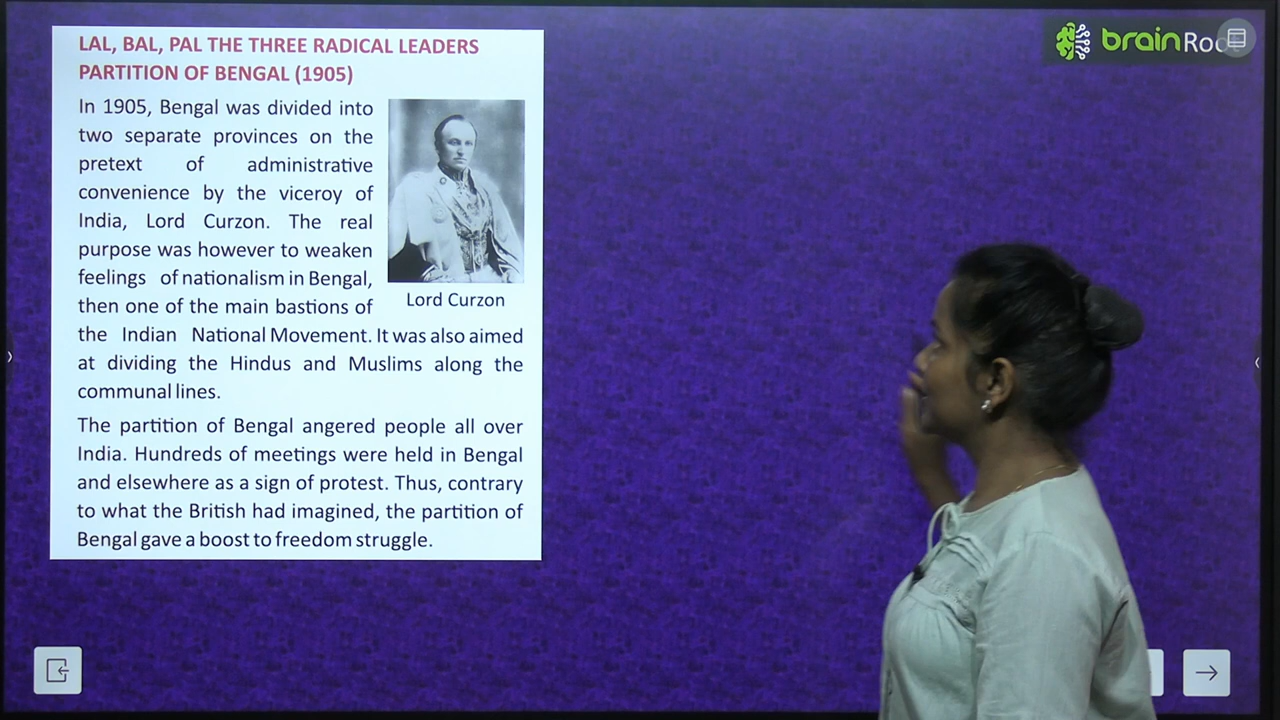 LAL, BAL, PAL THE THREE RADICAL LEADERS
PARTITION OF BENGAL (1905)
In 1905, Bengal was divided into
two separate provinces on the
pretext of administrative
convenience by the viceroy of
India, Lord Curzon. The real
purpose was however to weaken
feelings of nationalism in Bengal,
then one of the main bastions of
the Indian National Movement. It was also aimed
at dividing the Hindus and Muslims along the
communal lines.
Lord Curzon
The partition of Bengal angered people all over
India. Hundreds of meetings were held in Bengal
and elsewhere as a sign of protest. Thus, contrary
to what the British had imagined, the partition of
Bengal gave a boost to freedom struggle.
brain